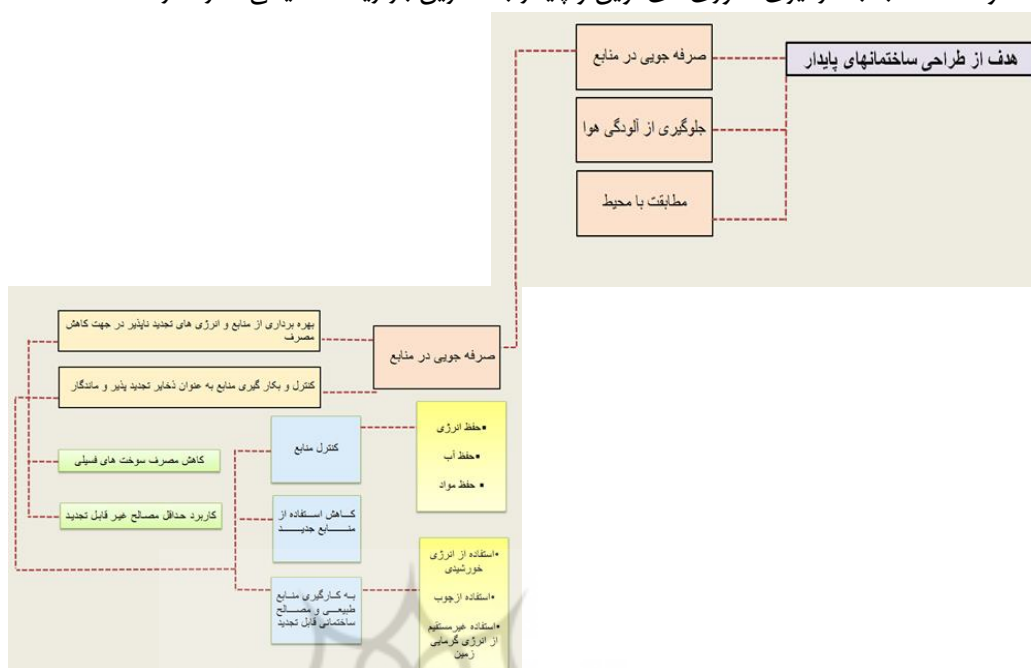 هدف از طراحی ساختمانهای پایدار
صرفه جویی در منابع
جلوگیری از آلودگی هوا
مطابقت با محیط
صرفه جویی در منابع
بهره برداری از منابع و انرژی های تجدید ناپذیر در جهت کاهش
مصرف
کنترل و بکار گیری منابع به عنوان ذخایر تجدید پذیر و ماندگار
کاهش مصرف سوخت های فسیلی
کاربرد حداقل مصالح غیر قابل تجدید
کنترل منابع
کاهش استفاده از
منابع جدید
به کارگیری منابع
طبیعی و مصالح
ساختمانی قابل تجدید
•حفظ انرژی
•حفظ آب
• حفظ مواد
•استفاده از انرژی
خورشیدی
•استفاده ازچوب
•استفاده غیرمستقیم
از انرژی گرمایی
زمین